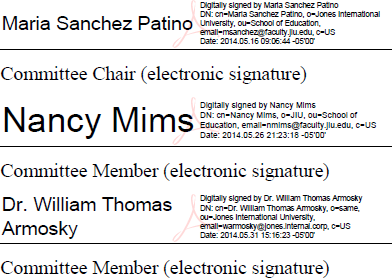 Maria Sanchez Patino
Digitally signed by Maria Sanchez Patino
DN: cn=Maria Sanchez Patino, o=Jones International
University, ou=School of Education,
email=msanchez@faculty.jiu.edu, c=US
Date: 2014.05.16 09:06:44 -05'00'
Committee Chair (electronic signature)
Nancy Mims
Digitally signed by Nancy Mims
DN: cn=Nancy Mims, o=JIU, ou=School of
Education, email=nmims@faculty.jiu.edu, c=US
Date: 2014.05.26 21:23:18 -05'00'
Committee Member (electronic signature)
Dr. William Thomas
Armosky
Digitally signed by Dr. William Thomas Armosky
DN: cn=Dr. William Thomas Armosky, o=same,
ou=Jones International University,
email=warmosky@jones.internal.corp, c=US
Date: 2014.05.31 15:16:23 -05'00'
Committee Member (electronic signature)